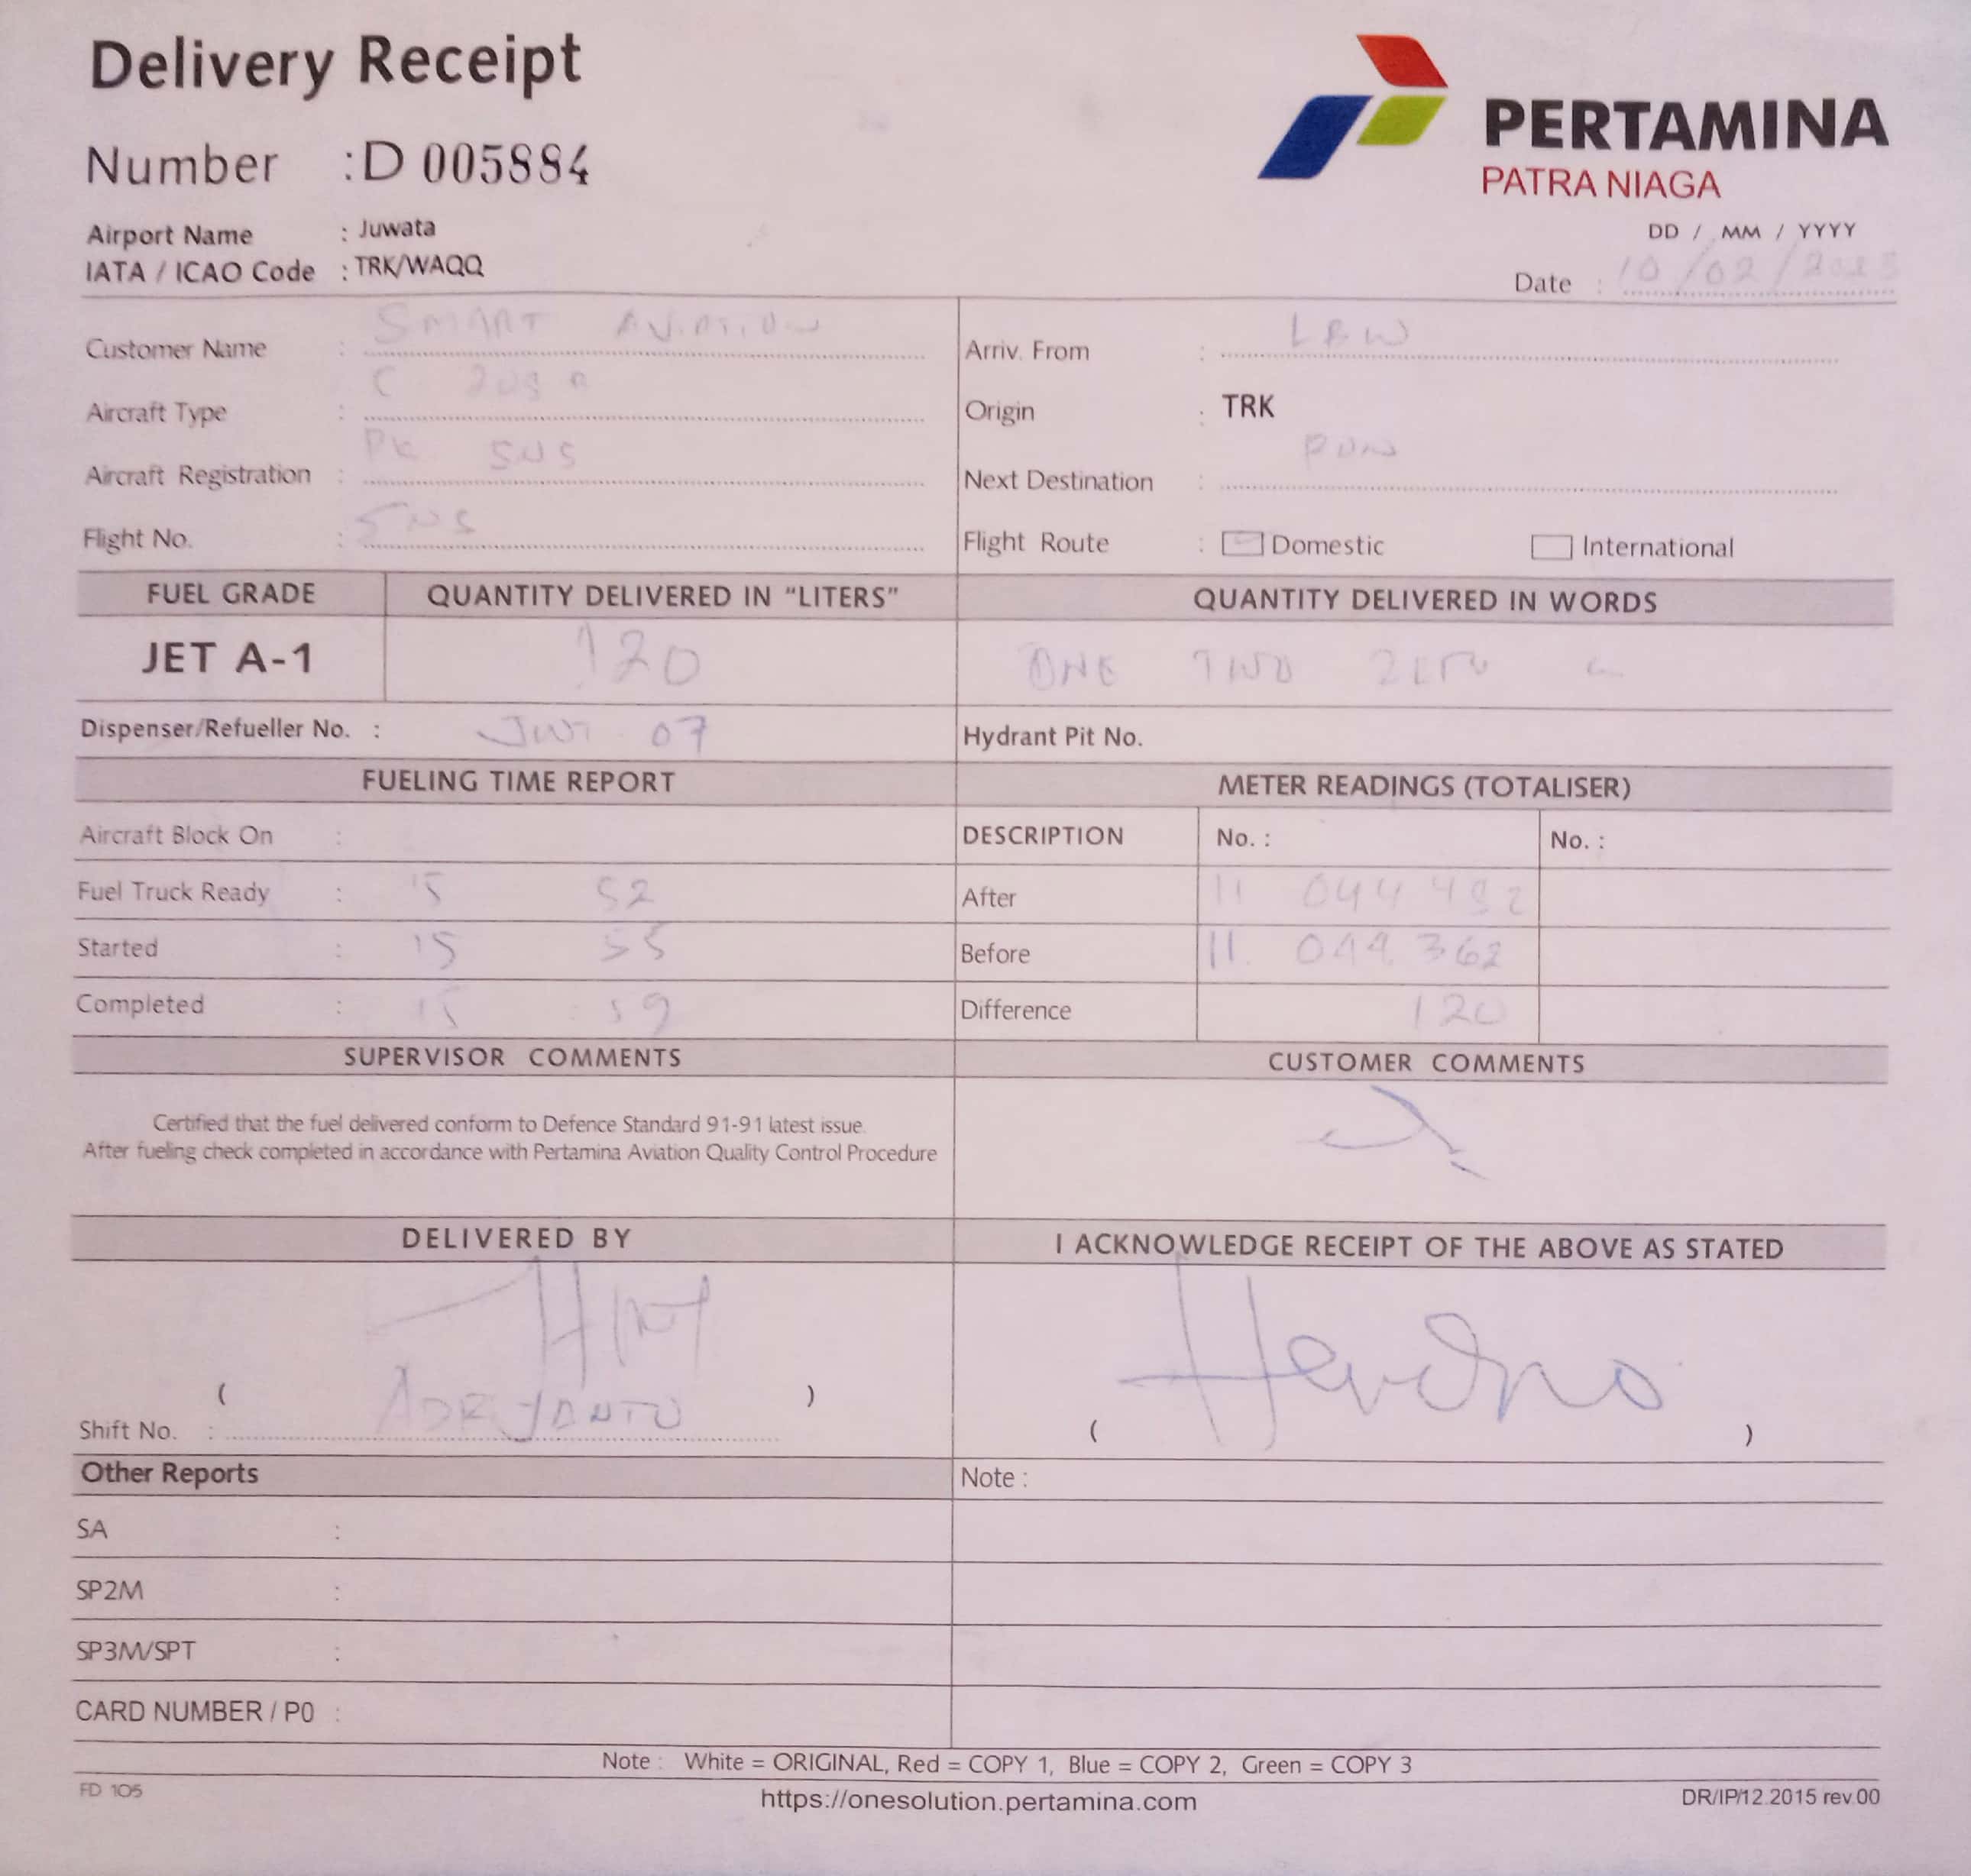 Delivery Receipt
PERTAMINA
PATRA NIAGA
Number : D 005884
Airport Name : Juwata
IATA / ICAO Code : TRK/WAQQ
DD / MM / YYYY
Date : 10/02/2023
Customer Name : SMART AVIATION
Arriv. From : LBW
Aircraft Type : C 208
Origin : TRK
Aircraft Registration : PK SNS
Next Destination :
Flight No. : SNS
Flight Route : Domestic International
FUEL GRADE QUANTITY DELIVERED IN "LITERS" QUANTITY DELIVERED IN WORDS
JET A-1 120 ONE TWO ZERO
Dispenser/Refueller No. : 07 Hydrant Pit No.
FUELING TIME REPORT METER READINGS (TOTALISER)
Aircraft Block On : DESCRIPTION No. : No. :
Fuel Truck Ready : 15 52 After 11 044 482
Started : 15 55 Before 11. 044. 362
Completed : 15 59 Difference 120
SUPERVISOR COMMENTS CUSTOMER COMMENTS
Certified that the fuel delivered conform to Defence Standard 91-91 latest issue.
After fueling check completed in accordance with Pertamina Aviation Quality Control Procedure
DELIVERED BY I ACKNOWLEDGE RECEIPT OF THE ABOVE AS STATED
( ADRYANTO ) ( )
Shift No. :
Other Reports Note :
SA :
SP2M :
SP3M/SPT :
CARD NUMBER / P0 :
Note : White = ORIGINAL, Red = COPY 1, Blue = COPY 2, Green = COPY 3
FD 105 https://onesolution.pertamina.com DR/IP/12.2015 rev.00